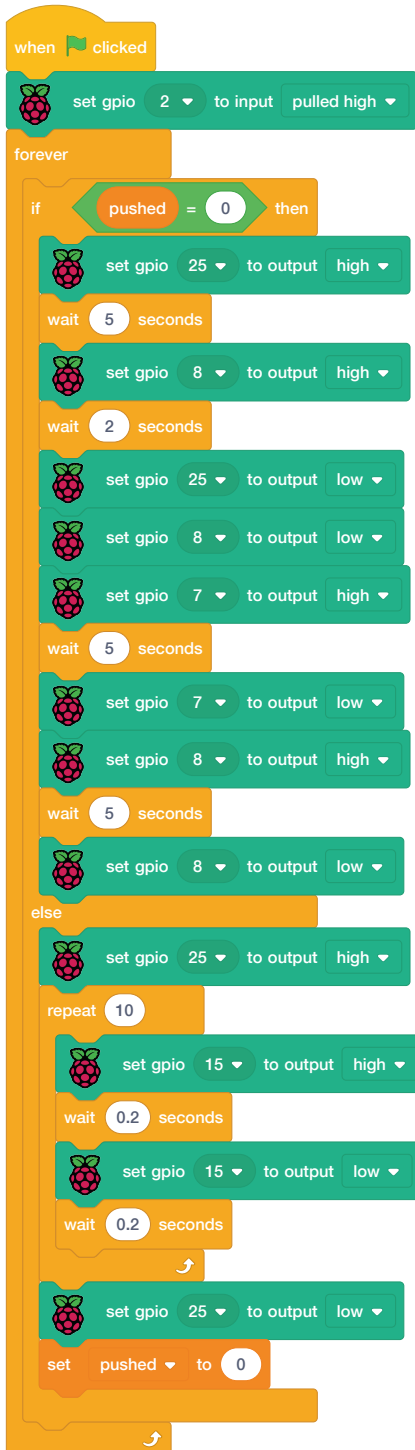 when clicked
set gpio 2 to input pulled high
forever
if pushed = 0 then
set gpio 25 to output high
wait 5 seconds
set gpio 8 to output high
wait 2 seconds
set gpio 25 to output low
set gpio 8 to output low
set gpio 7 to output high
wait 5 seconds
set gpio 7 to output low
set gpio 8 to output high
wait 5 seconds
set gpio 8 to output low
else
set gpio 25 to output high
repeat 10
set gpio 15 to output high
wait 0.2 seconds
set gpio 15 to output low
wait 0.2 seconds
set gpio 25 to output low
set pushed to 0